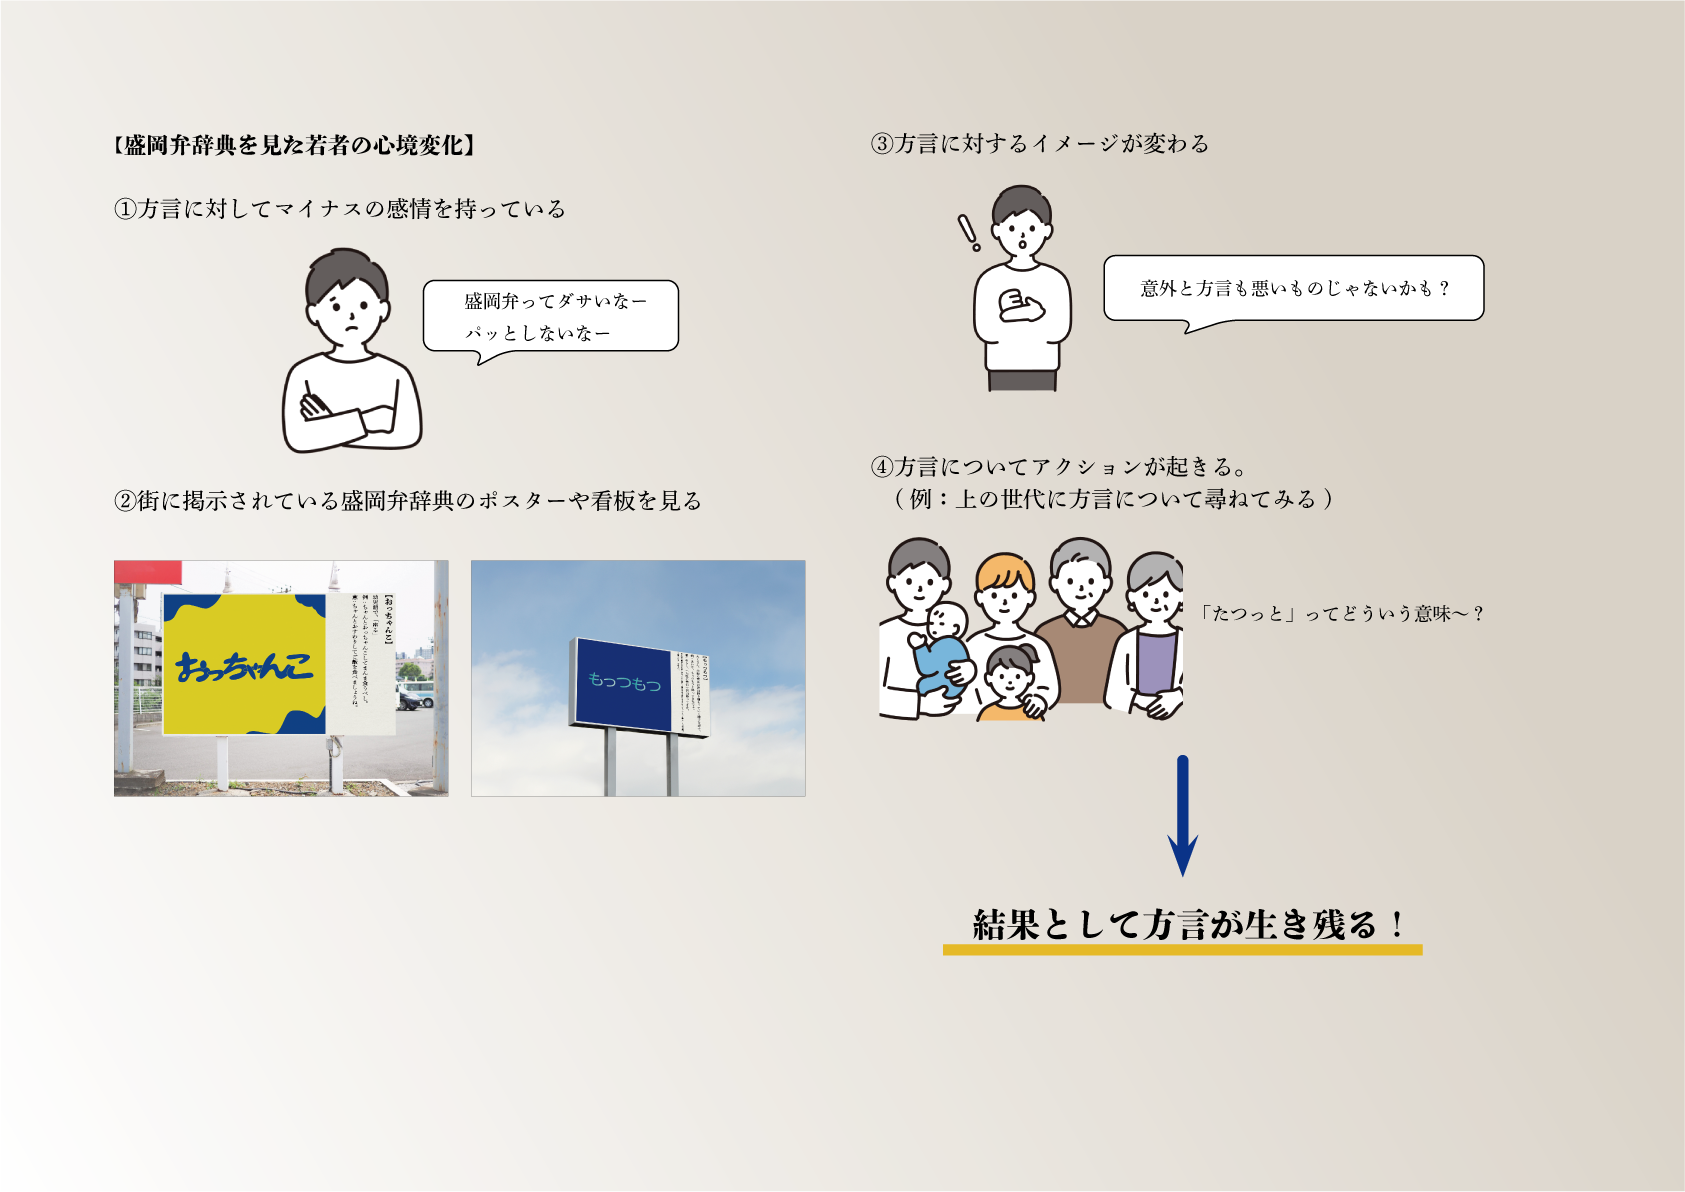 【盛岡弁辞典を見た若者の心境変化】
①方言に対してマイナスの感情を持っている
盛岡弁ってダサいなー
パッとしないなー
②街に掲示されている盛岡弁辞典のポスターや看板を見る
おっちゃんこ
【おっちゃんこ】
もっつもつ
【もっつもつ】
③方言に対するイメージが変わる
意外と方言も悪いものじゃないかも？
④方言についてアクションが起きる。
（例：上の世代に方言について尋ねてみる）
「たつっと」ってどういう意味〜？
結果として方言が生き残る！